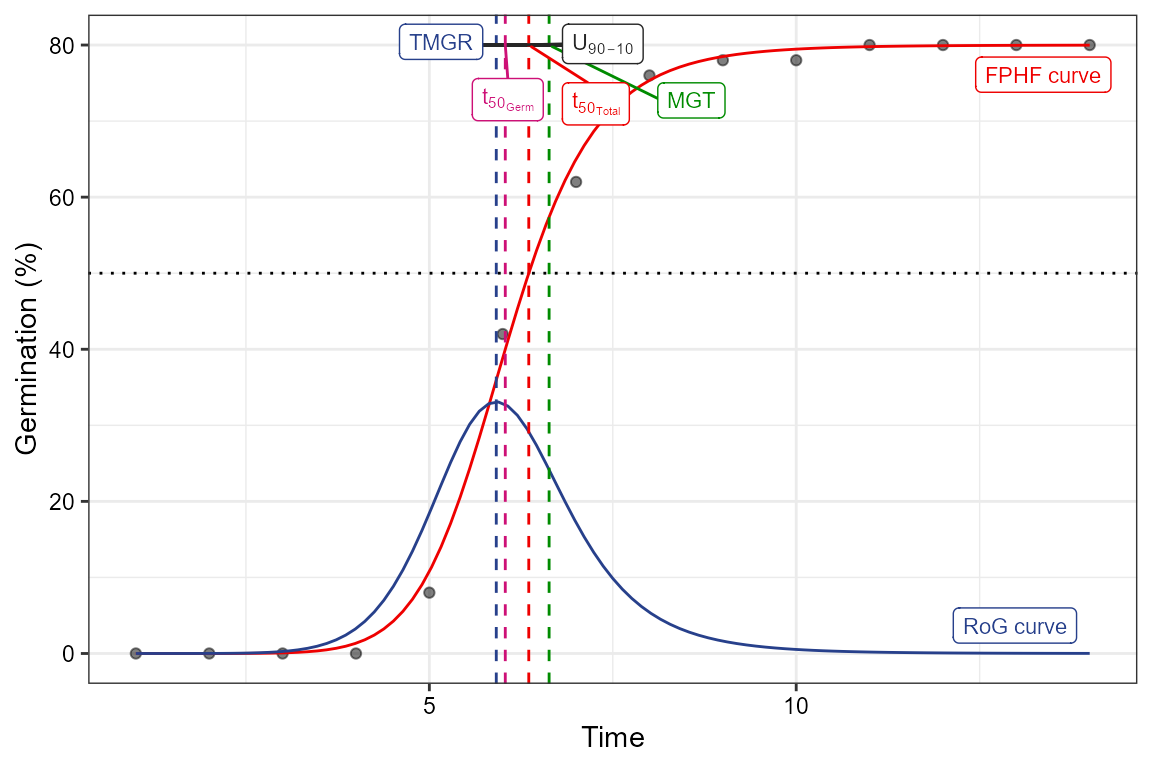 TMGR
U90−10
80
FPHF curve
t50Germ
t50Total
MGT
60
Germination (%)
40
20
RoG curve
0
5
10
Time